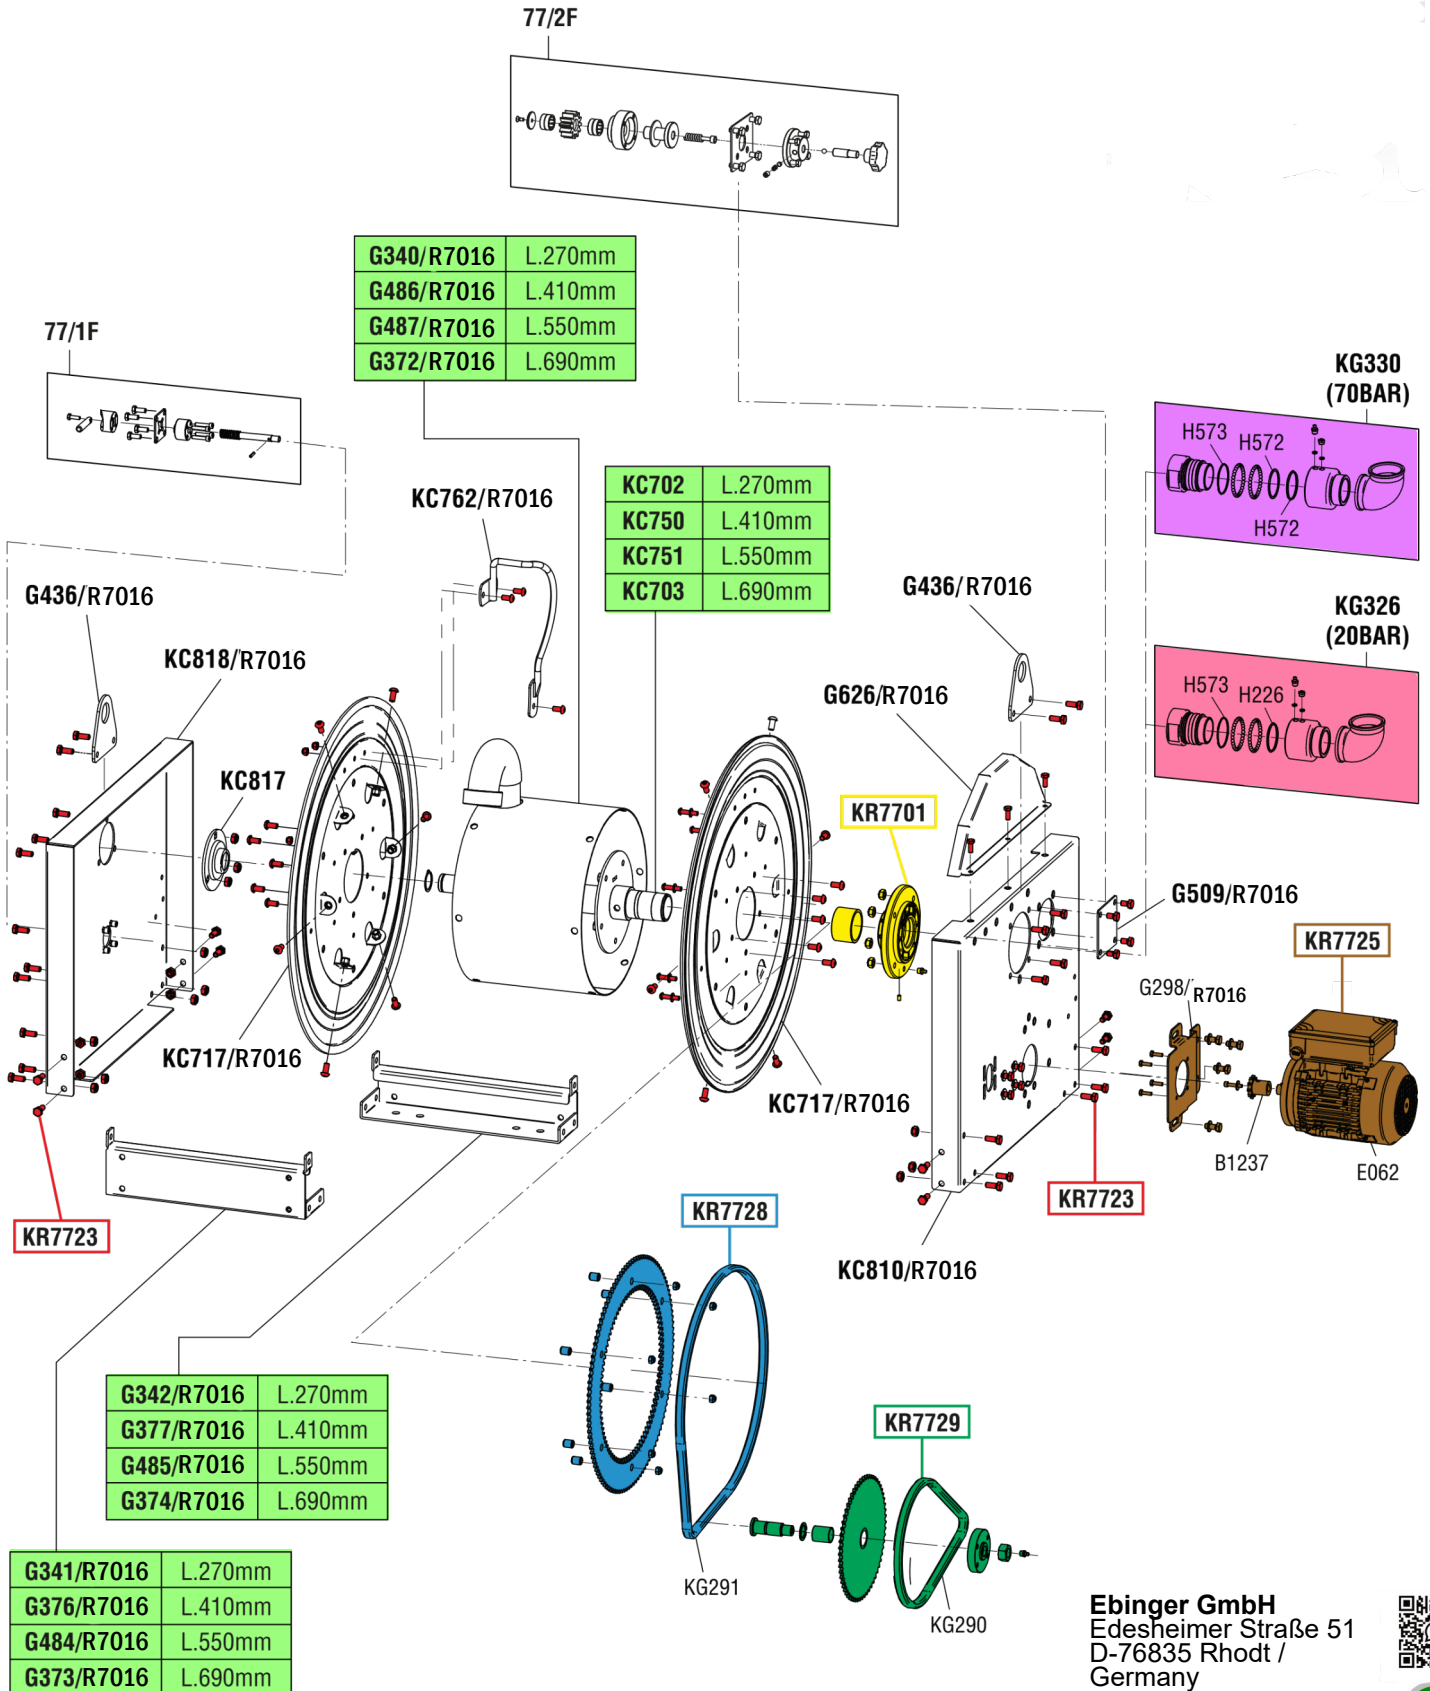 77/2F
G340/R7016 L.270mm
G486/R7016 L.410mm
G487/R7016 L.550mm
G372/R7016 L.690mm
77/1F
KG330
(70BAR)
H573
H572
H572
KC762/R7016
KC702 L.270mm
KC750 L.410mm
KC751 L.550mm
KC703 L.690mm
G436/R7016
G436/R7016
KG326
(20BAR)
H573
H226
KC818/R7016
G626/R7016
KC817
KR7701
G509/R7016
KR7725
G298/R7016
KC717/R7016
KC717/R7016
B1237
E062
KR7723
KR7723
KR7728
KC810/R7016
G342/R7016 L.270mm
G377/R7016 L.410mm
G485/R7016 L.550mm
G374/R7016 L.690mm
KR7729
KG291
KG290
G341/R7016 L.270mm
G376/R7016 L.410mm
G484/R7016 L.550mm
G373/R7016 L.690mm
Ebinger GmbH
Edesheimer Straße 51
D-76835 Rhodt /
Germany